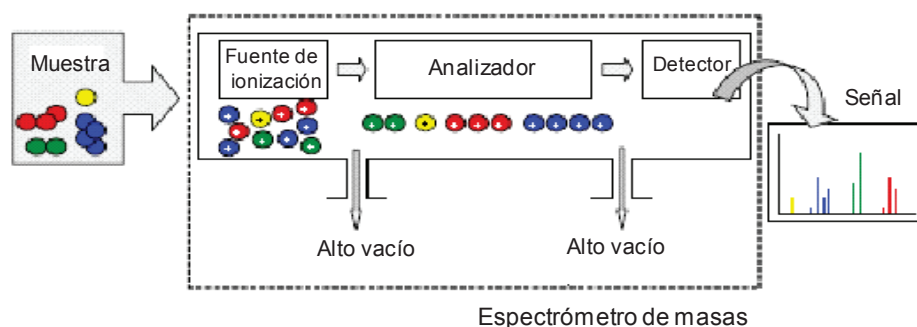 Muestra
Fuente de
ionización
Analizador
Detector
Señal
Alto vacío
Alto vacío
Espectrómetro de masas